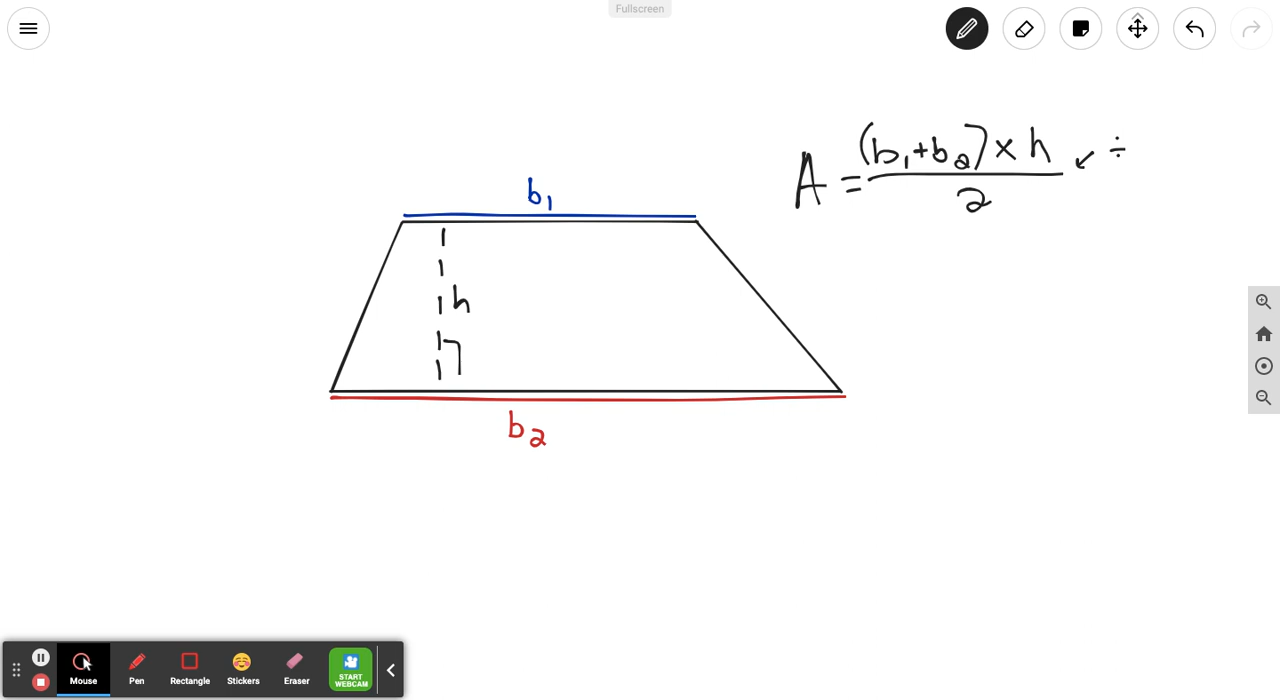 Fullscreen
A = (b₁+b₂) × h ÷
2
b₁
h
b₂
Mouse Pen Rectangle Stickers Eraser START
WEBCAM